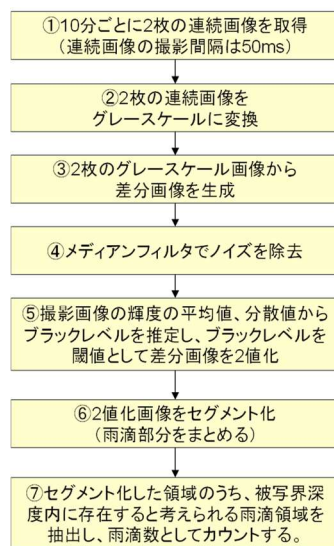 ①10分ごとに2枚の連続画像を取得
(連続画像の撮影間隔は50ms)
②2枚の連続画像を
グレースケールに変換
③2枚のグレースケール画像から
差分画像を生成
④メディアンフィルタでノイズを除去
⑤撮影画像の輝度の平均値、分散値から
ブラックレベルを推定し、ブラックレベルを
閾値として差分画像を2値化
⑥2値化画像をセグメント化
(雨滴部分をまとめる)
⑦セグメント化した領域のうち、被写界深
度内に存在すると考えられる雨滴領域を
抽出し、雨滴数としてカウントする。